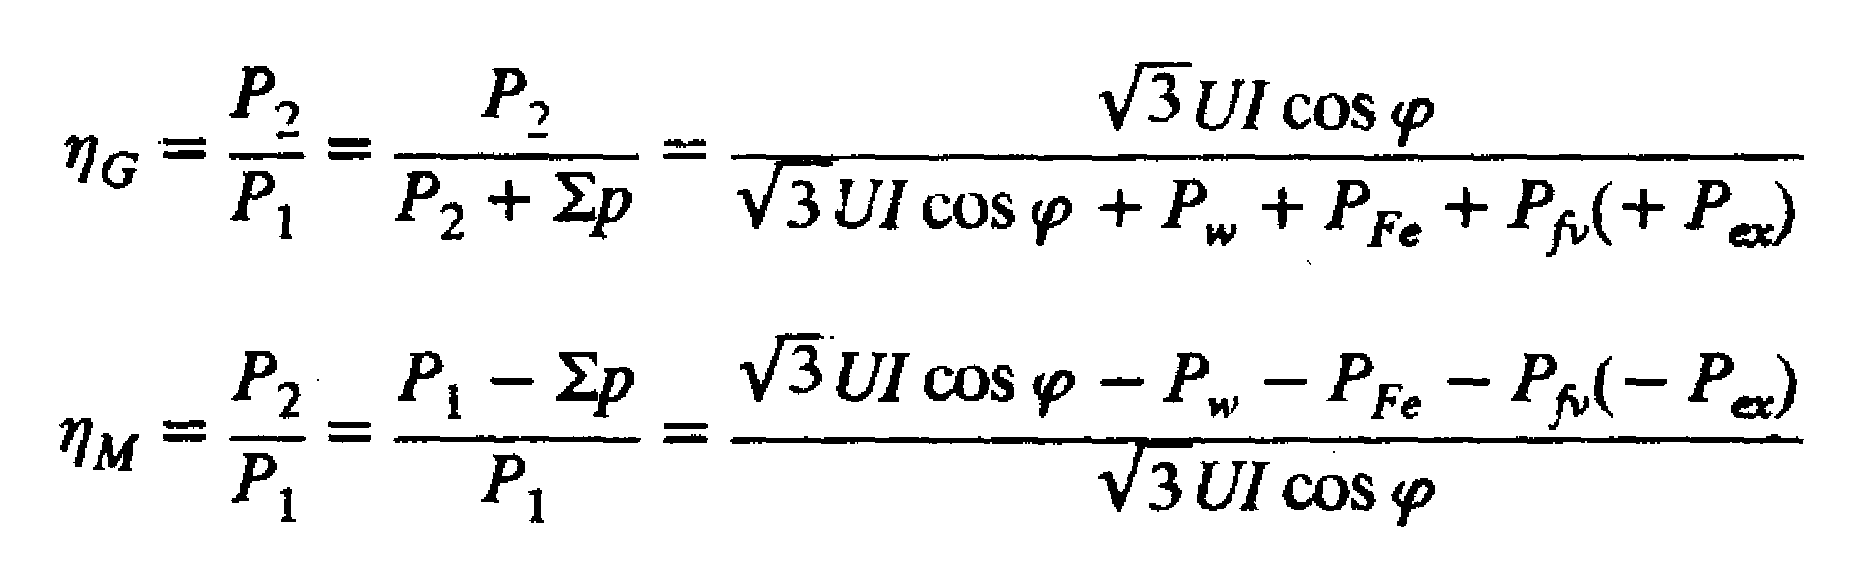 η_G = P_2/P_1 = P_2/(P_2 + Σp) = √3 UI cos φ/(√3 UI cos φ + P_w + P_Fe + P_fv(+ P_ex))
η_M = P_2/P_1 = (P_1 − Σp)/P_1 = (√3 UI cos φ − P_w − P_Fe − P_fv(− P_ex))/(√3 UI cos φ)